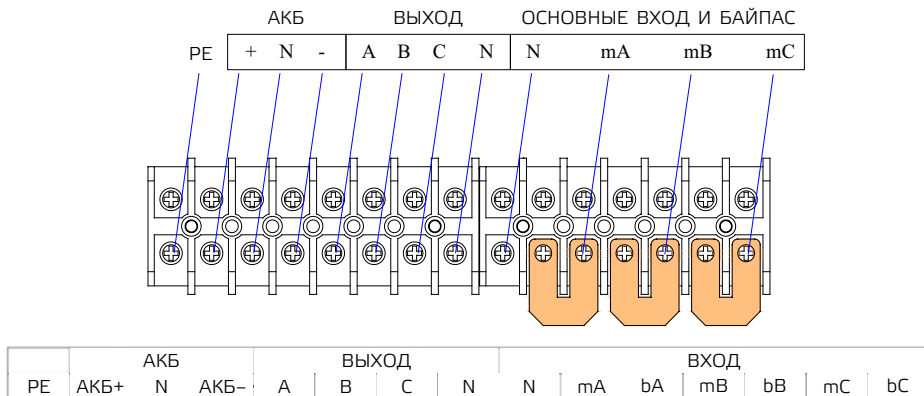 АКБ ВЫХОД ОСНОВНЫЕ ВХОД И БАЙПАС
PE + N - A B C N N mA mB mC
АКБ ВЫХОД ВХОД
PE АКБ+ N АКБ– A B C N N mA bA mB bB mC bC